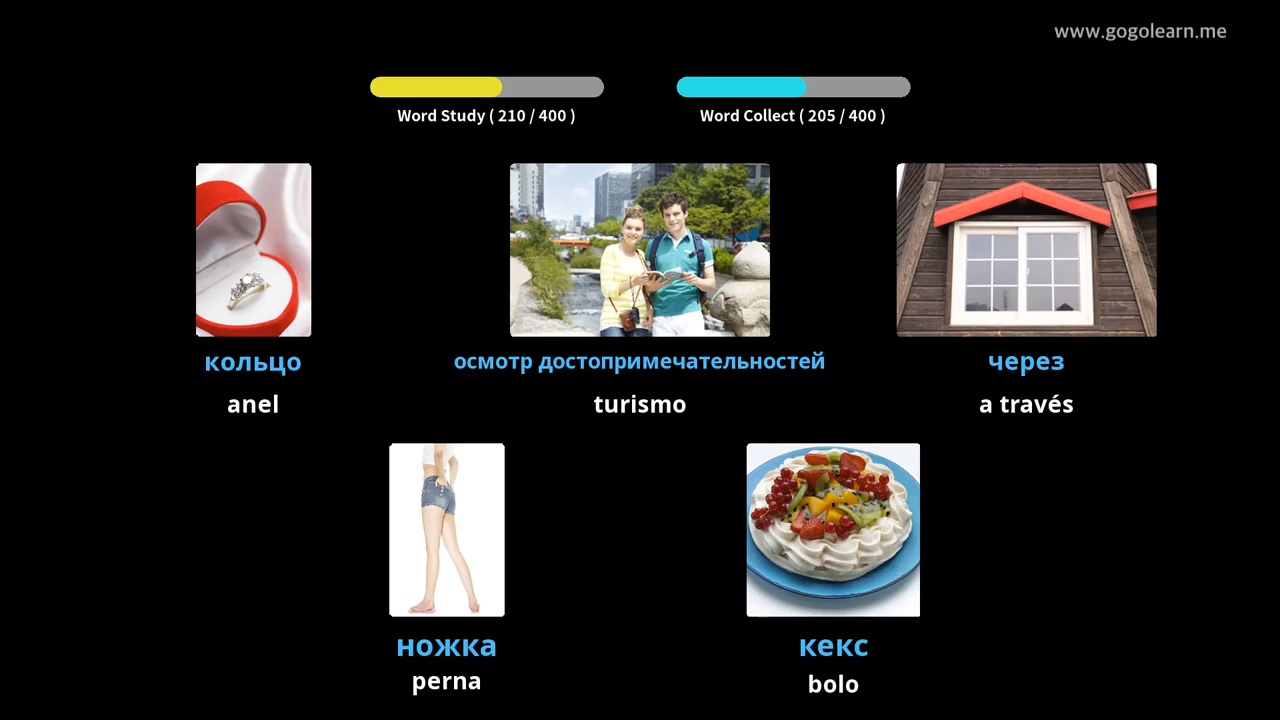 www.gogolearn.me
Word Study ( 210 / 400 )
Word Collect ( 205 / 400 )
кольцо
anel
осмотр достопримечательностей
turismo
через
a través
ножка
perna
кекс
bolo